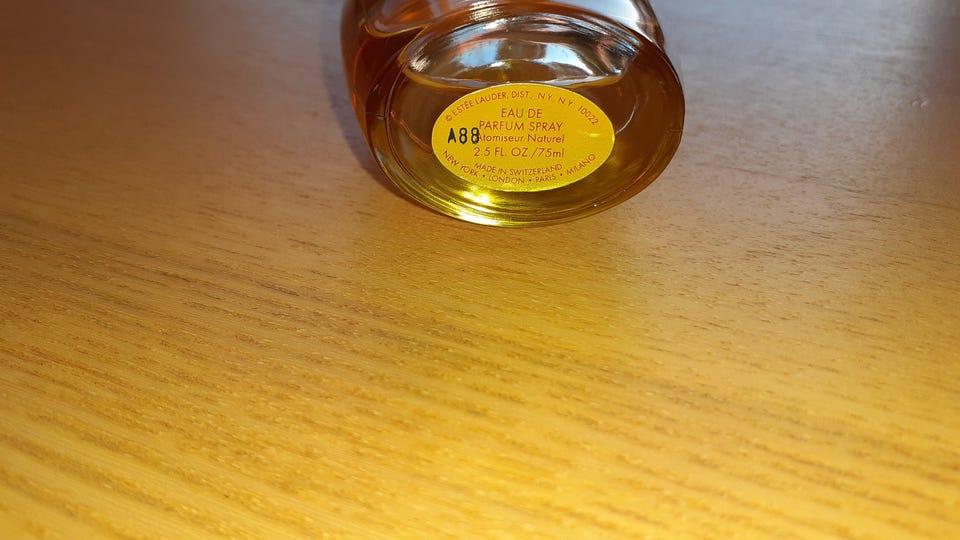 © ESTĒE LAUDER, DIST., N.Y., N.Y. 10022
EAU DE
PARFUM SPRAY
A88
Atomiseur Naturel
2.5 FL. OZ./75ml
MADE IN SWITZERLAND
NEW YORK • LONDON • PARIS • MILANO